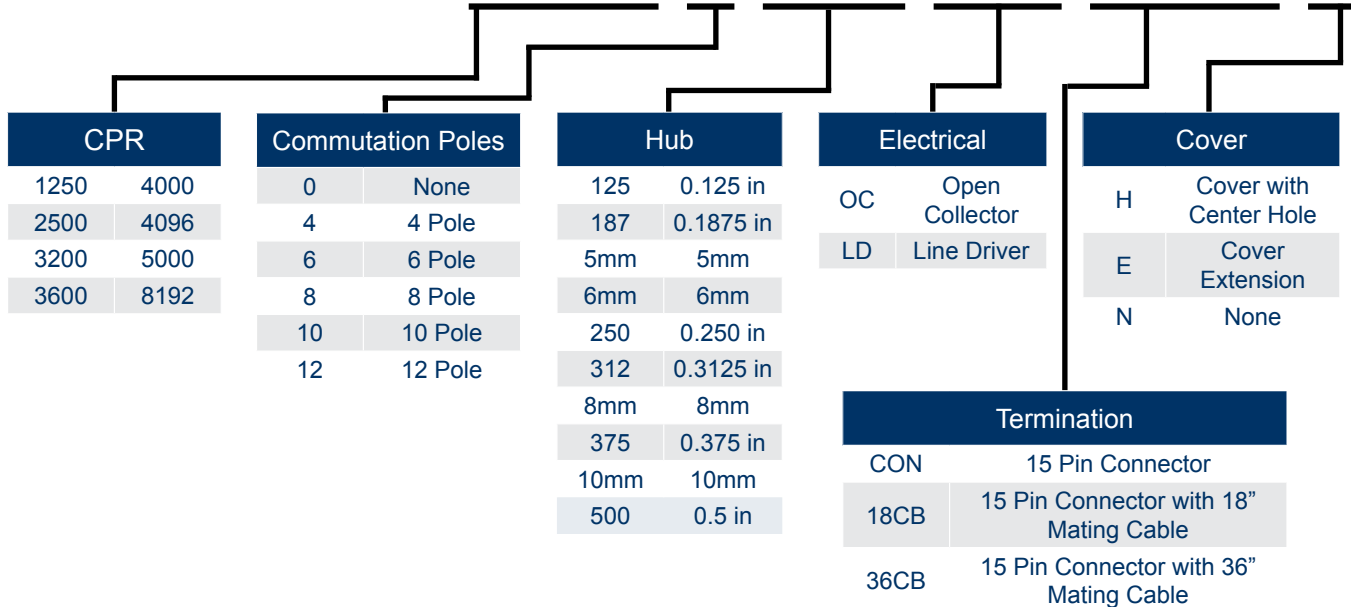 CPR
1250 4000
2500 4096
3200 5000
3600 8192
Commutation Poles
0 None
4 4 Pole
6 6 Pole
8 8 Pole
10 10 Pole
12 12 Pole
Hub
125 0.125 in
187 0.1875 in
5mm 5mm
6mm 6mm
250 0.250 in
312 0.3125 in
8mm 8mm
375 0.375 in
10mm 10mm
500 0.5 in
Electrical
OC Open
Collector
LD Line Driver
Cover
H Cover with
Center Hole
E Cover
Extension
N None
Termination
CON 15 Pin Connector
18CB 15 Pin Connector with 18”
Mating Cable
36CB 15 Pin Connector with 36”
Mating Cable